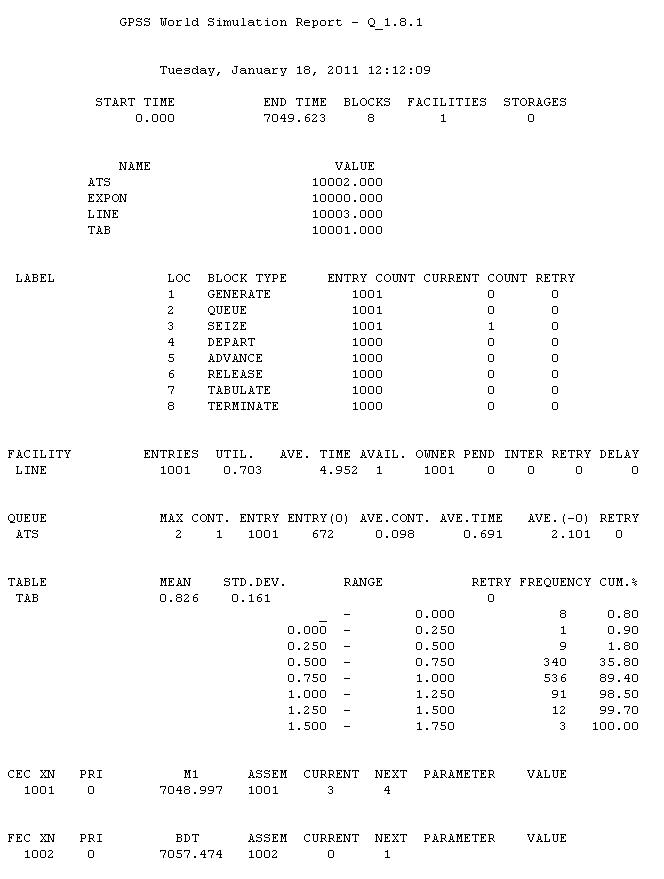 GPSS World Simulation Report - Q_1.8.1
Tuesday, January 18, 2011 12:12:09
START TIME END TIME BLOCKS FACILITIES STORAGES
0.000 7049.623 8 1 0
NAME VALUE
ATS 10002.000
EXPON 10000.000
LINE 10003.000
TAB 10001.000
LABEL LOC BLOCK TYPE ENTRY COUNT CURRENT COUNT RETRY
1 GENERATE 1001 0 0
2 QUEUE 1001 0 0
3 SEIZE 1001 1 0
4 DEPART 1000 0 0
5 ADVANCE 1000 0 0
6 RELEASE 1000 0 0
7 TABULATE 1000 0 0
8 TERMINATE 1000 0 0
FACILITY ENTRIES UTIL. AVE. TIME AVAIL. OWNER PEND INTER RETRY DELAY
LINE 1001 0.703 4.952 1 1001 0 0 0 0
QUEUE MAX CONT. ENTRY ENTRY(0) AVE.CONT. AVE.TIME AVE.(-0) RETRY
ATS 2 1 1001 672 0.098 0.691 2.101 0
TABLE MEAN STD.DEV. RANGE RETRY FREQUENCY CUM.%
TAB 0.826 0.161 0
_ - 0.000 8 0.80
0.000 - 0.250 1 0.90
0.250 - 0.500 9 1.80
0.500 - 0.750 340 35.80
0.750 - 1.000 536 89.40
1.000 - 1.250 91 98.50
1.250 - 1.500 12 99.70
1.500 - 1.750 3 100.00
CEC XN PRI M1 ASSEM CURRENT NEXT PARAMETER VALUE
1001 0 7048.997 1001 3 4
FEC XN PRI BDT ASSEM CURRENT NEXT PARAMETER VALUE
1002 0 7057.474 1002 0 1